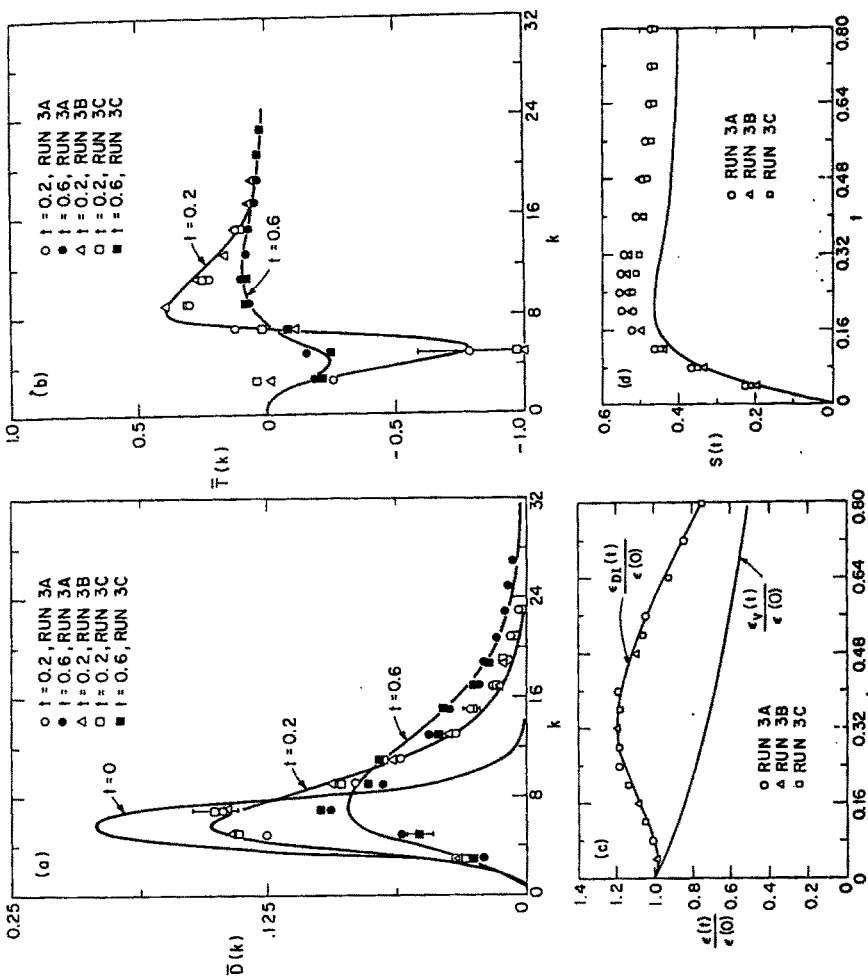 (a)
0.25
.125
0
D̅(k)
0
8
16
24
32
k
t=0
t=0.2
t=0.6
○ t=0.2, RUN 3A
● t=0.6, RUN 3A
△ t=0.2, RUN 3B
□ t=0.2, RUN 3C
■ t=0.6, RUN 3C
(b)
1.0
0.5
0
-0.5
-1.0
T̅(k)
0
8
16
24
32
k
t=0.2
t=0.6
○ t=0.2, RUN 3A
● t=0.6, RUN 3A
△ t=0.2, RUN 3B
□ t=0.2, RUN 3C
■ t=0.6, RUN 3C
(c)
1.4
1.2
1.0
0.8
0.6
0.4
0.2
0
ϵ(t)
ϵ(0)
ϵDI(t)
ϵ(0)
ϵV(t)
ϵ(0)
○ RUN 3A
△ RUN 3B
□ RUN 3C
0
0.16
0.32
0.48
0.64
0.80
(d)
0.6
0.4
0.2
0
S(t)
○ RUN 3A
△ RUN 3B
□ RUN 3C
0
0.16
0.32
0.48
0.64
0.80
t